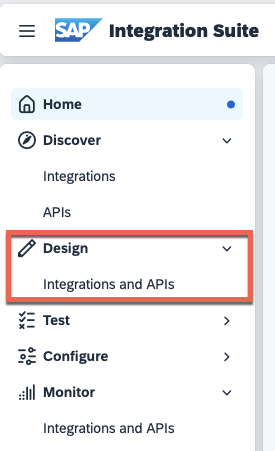 SAP Integration Suite
Home
Discover
Integrations
APIs
Design
Integrations and APIs
Test
Configure
Monitor
Integrations and APIs